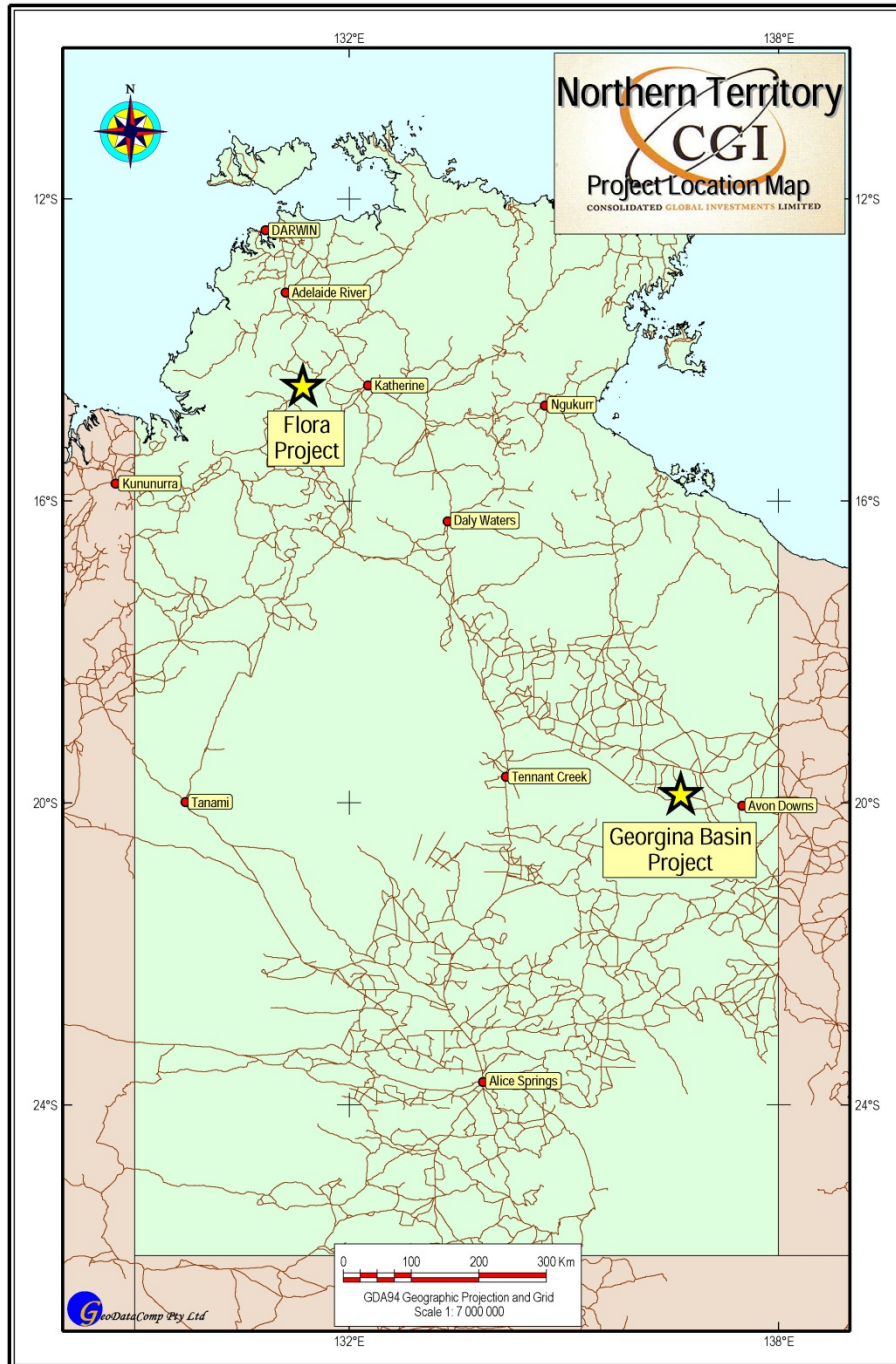 132°E
138°E
N
Northern Territory
CGI
Project Location Map
CONSOLIDATED GLOBAL INVESTMENTS LIMITED
12°S
DARWIN
Adelaide River
Katherine
Flora
Project
Ngukurr
Kununurra
16°S
16°S
Daly Waters
Tennant Creek
20°S
Tanami
Avon Downs
20°S
Georgina Basin
Project
Alice Springs
24°S
24°S
0 100 200 300 Km
GDA94 Geographic Projection and Grid
Scale 1: 7 000 000
GeoDataComp Pty Ltd
132°E
138°E